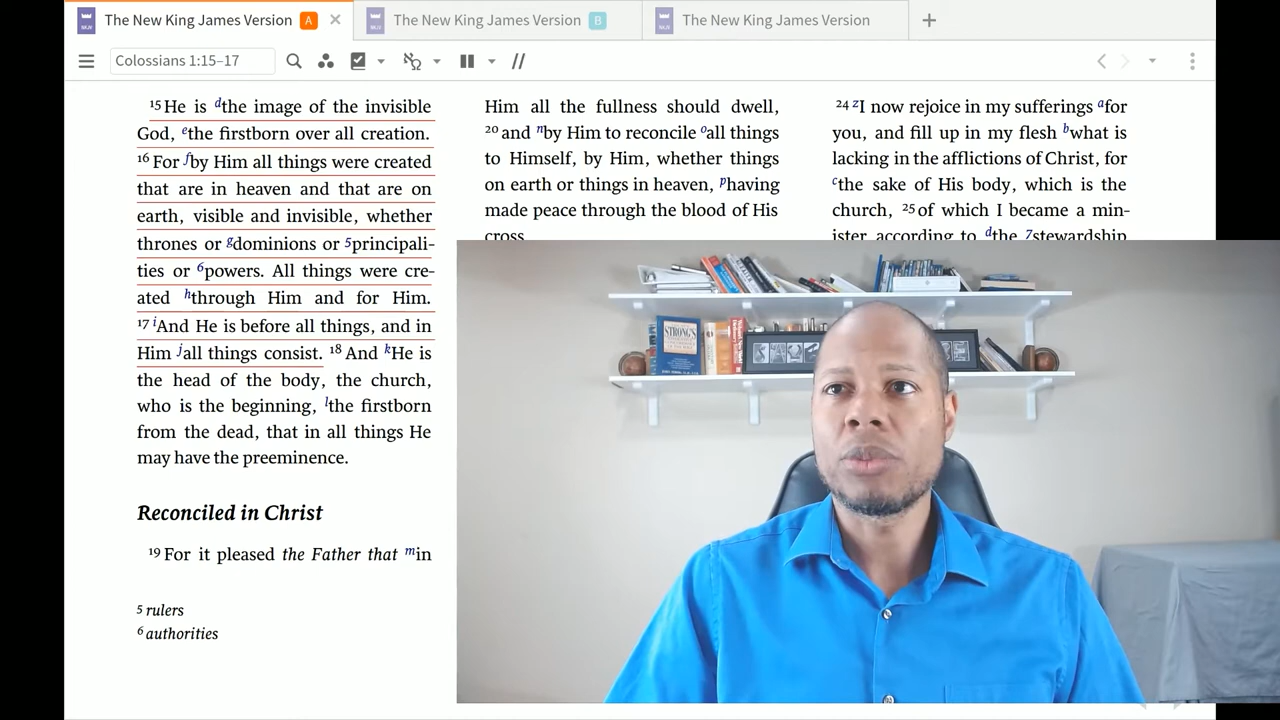 The New King James Version A
The New King James Version B
The New King James Version
Colossians 1:15–17
15 He is d the image of the invisible
God, e the firstborn over all creation.
16 For f by Him all things were created
that are in heaven and that are on
earth, visible and invisible, whether
thrones or g dominions or 5 principali-
ties or 6 powers. All things were cre-
ated h through Him and for Him.
17 i And He is before all things, and in
Him j all things consist. 18 And k He is
the head of the body, the church,
who is the beginning, l the firstborn
from the dead, that in all things He
may have the preeminence.
Reconciled in Christ
19 For it pleased the Father that m in
5 rulers
6 authorities
Him all the fullness should dwell,
20 and n by Him to reconcile o all things
to Himself, by Him, whether things
on earth or things in heaven, p having
made peace through the blood of His
cross.
24 z I now rejoice in my sufferings a for
you, and fill up in my flesh b what is
lacking in the afflictions of Christ, for
c the sake of His body, which is the
church, 25 of which I became a min-
ister according to d the 7 stewardship
STRONG'S